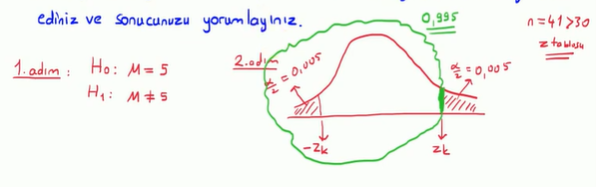 ediniz ve sonucunuzu yorumlayınız.
0,995
n=41>30
z tablosu
1.adım : H₀: M = 5
H₁: M ≠ 5
2.adım
α/2 = 0,005
α/2 = 0,005
-zk
zk